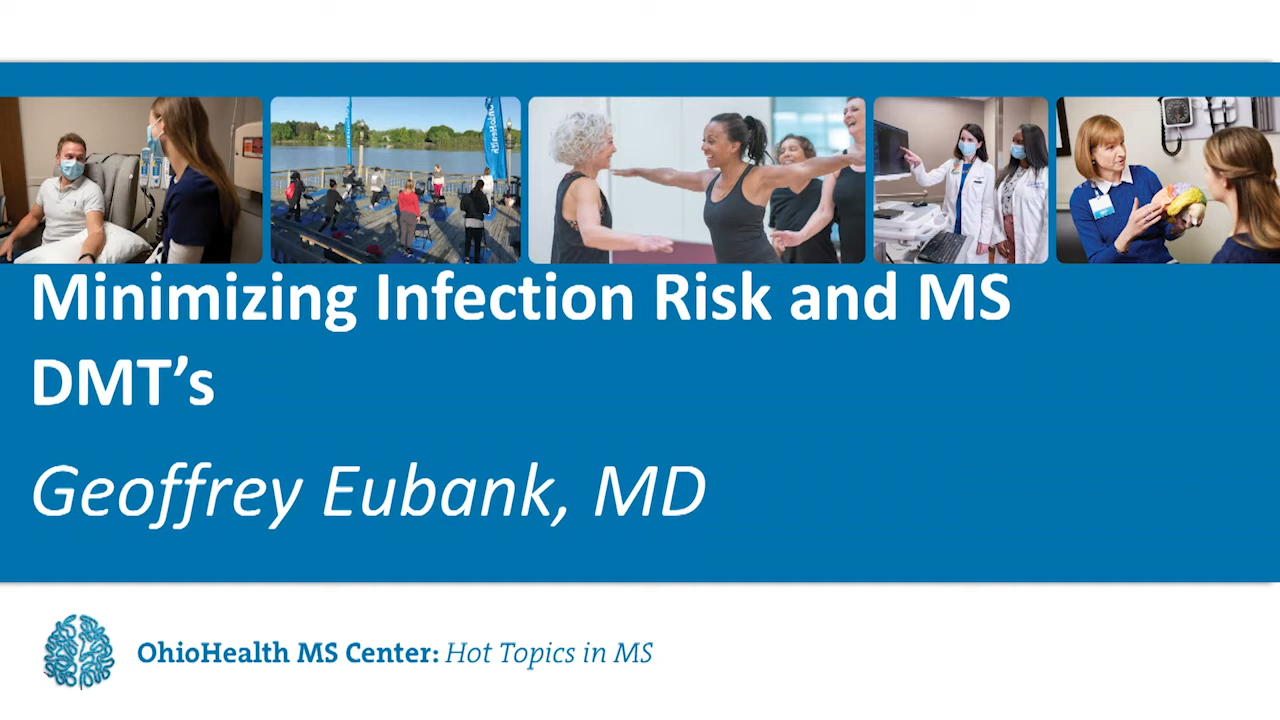 Minimizing Infection Risk and MS
DMT’s
Geoffrey Eubank, MD
OhioHealth MS Center: Hot Topics in MS